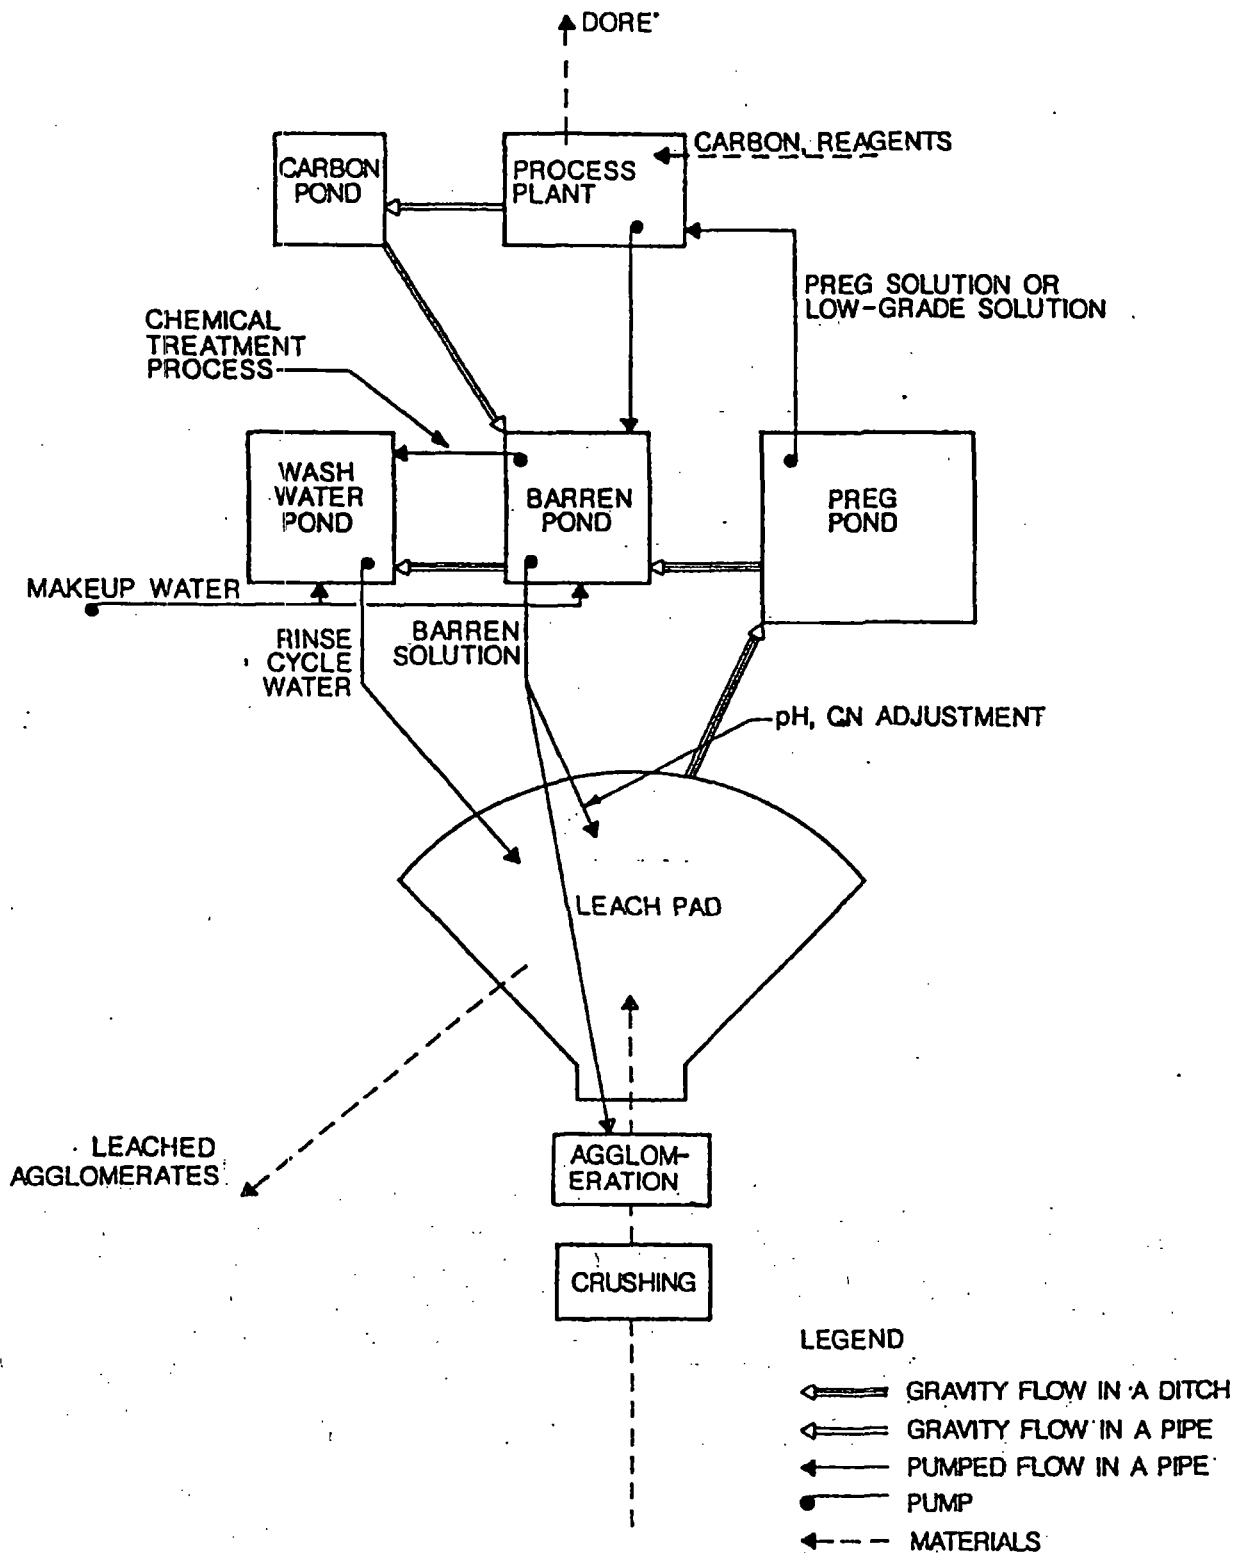 DORE'
CARBON, REAGENTS
CARBON
POND
PROCESS
PLANT
PREG SOLUTION OR
LOW-GRADE SOLUTION
CHEMICAL
TREATMENT
PROCESS
WASH
WATER
POND
BARREN
POND
PREG
POND
MAKEUP WATER
RINSE
CYCLE
WATER
BARREN
SOLUTION
pH, CN ADJUSTMENT
LEACH PAD
LEACHED
AGGLOMERATES
AGGLOM-
ERATION
CRUSHING
LEGEND
GRAVITY FLOW IN A DITCH
GRAVITY FLOW IN A PIPE
PUMPED FLOW IN A PIPE
PUMP
MATERIALS